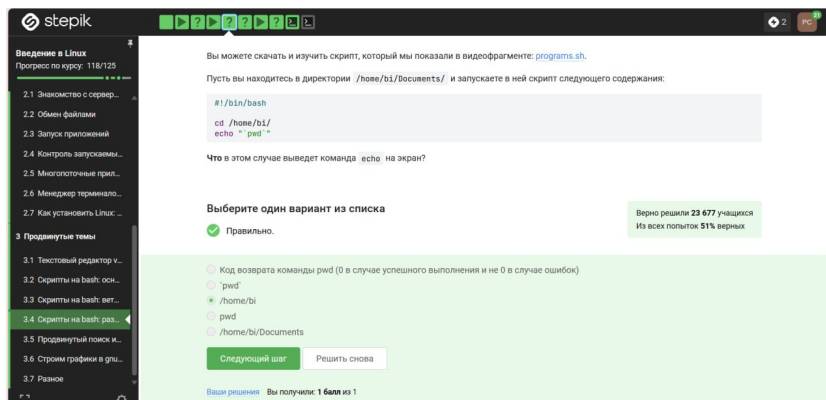 stepik
2
PC
21
Введение в Linux
Прогресс по курсу: 118/125
2.1 Знакомство с сервер...
2.2 Обмен файлами
2.3 Запуск приложений
2.4 Контроль запускаемы...
2.5 Многопоточные прил...
2.6 Менеджер терминало...
2.7 Как установить Linux: ...
3 Продвинутые темы
3.1 Текстовый редактор v...
3.2 Скрипты на bash: осн...
3.3 Скрипты на bash: вет...
3.4 Скрипты на bash: раз...
3.5 Продвинутый поиск и...
3.6 Строим графики в gnu...
3.7 Разное
Вы можете скачать и изучить скрипт, который мы показали в видеофрагменте: programs.sh.
Пусть вы находитесь в директории /home/bi/Documents/ и запускаете в ней скрипт следующего содержания:
#!/bin/bash
cd /home/bi/
echo "`pwd`"
Что в этом случае выведет команда echo на экран?
Выберите один вариант из списка
Правильно.
Верно решили 23 677 учащихся
Из всех попыток 51% верных
Код возврата команды pwd (0 в случае успешного выполнения и не 0 в случае ошибок)
`pwd`
/home/bi
pwd
/home/bi/Documents
Следующий шаг
Решить снова
Ваши решения Вы получили: 1 балл из 1